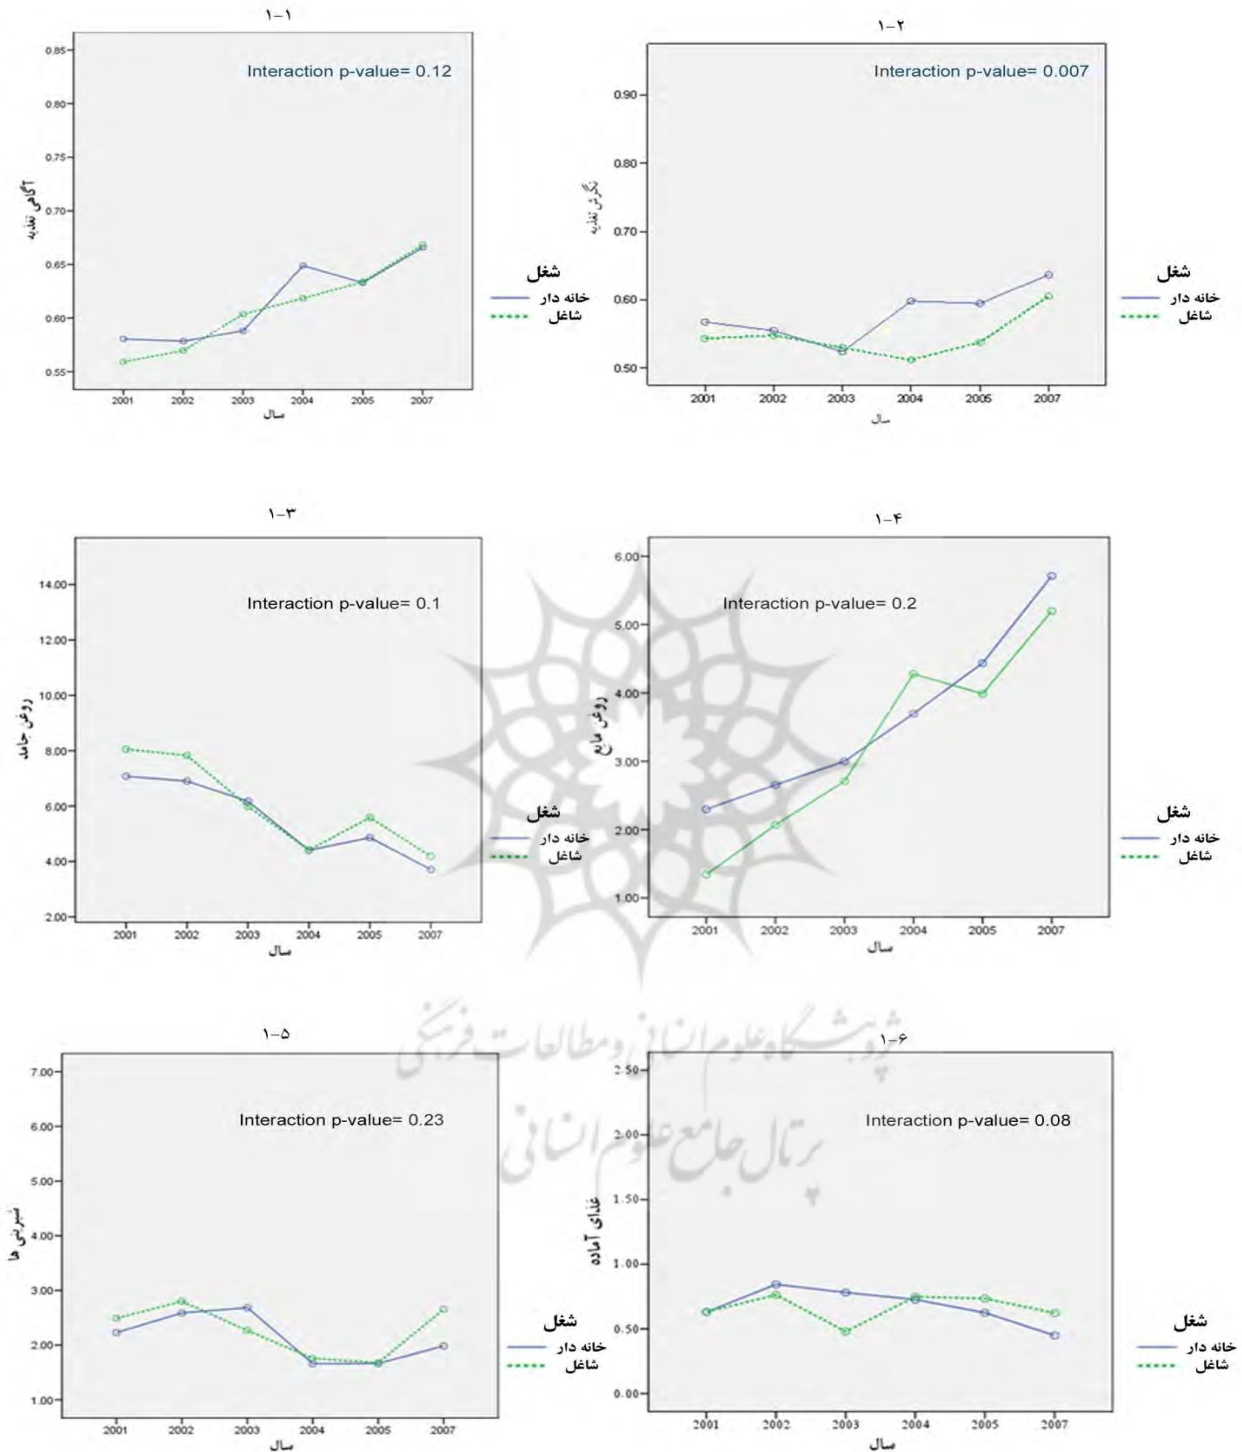 ۱-۱
Interaction p-value= 0.12
0.85
0.80
0.75
0.70
0.65
0.60
0.55
آگاهی تغذیه
2001 2002 2003 2004 2005 2007
سال
شغل
خانه دار
شاغل
۱-۲
Interaction p-value= 0.007
0.90
0.80
0.70
0.60
0.50
نگرش تغذیه
2001 2002 2003 2004 2005 2007
سال
شغل
خانه دار
شاغل
۱-۳
Interaction p-value= 0.1
14.00
12.00
10.00
8.00
6.00
4.00
2.00
روغن جامد
2001 2002 2003 2004 2005 2007
سال
شغل
خانه دار
شاغل
۱-۴
Interaction p-value= 0.2
6.00
5.00
4.00
3.00
2.00
1.00
روغن مایع
2001 2002 2003 2004 2005 2007
سال
شغل
خانه دار
شاغل
پژوهشگاه علوم انسانی و مطالعات فرهنگی
پرتال جامع علوم انسانی
۱-۵
Interaction p-value= 0.23
7.00
6.00
5.00
4.00
3.00
2.00
1.00
شیرینی ها
2001 2002 2003 2004 2005 2007
سال
شغل
خانه دار
شاغل
۱-۶
Interaction p-value= 0.08
2.50
2.00
1.50
1.00
0.50
0.00
غذای آماده
2001 2002 2003 2004 2005 2007
سال
شغل
خانه دار
شاغل